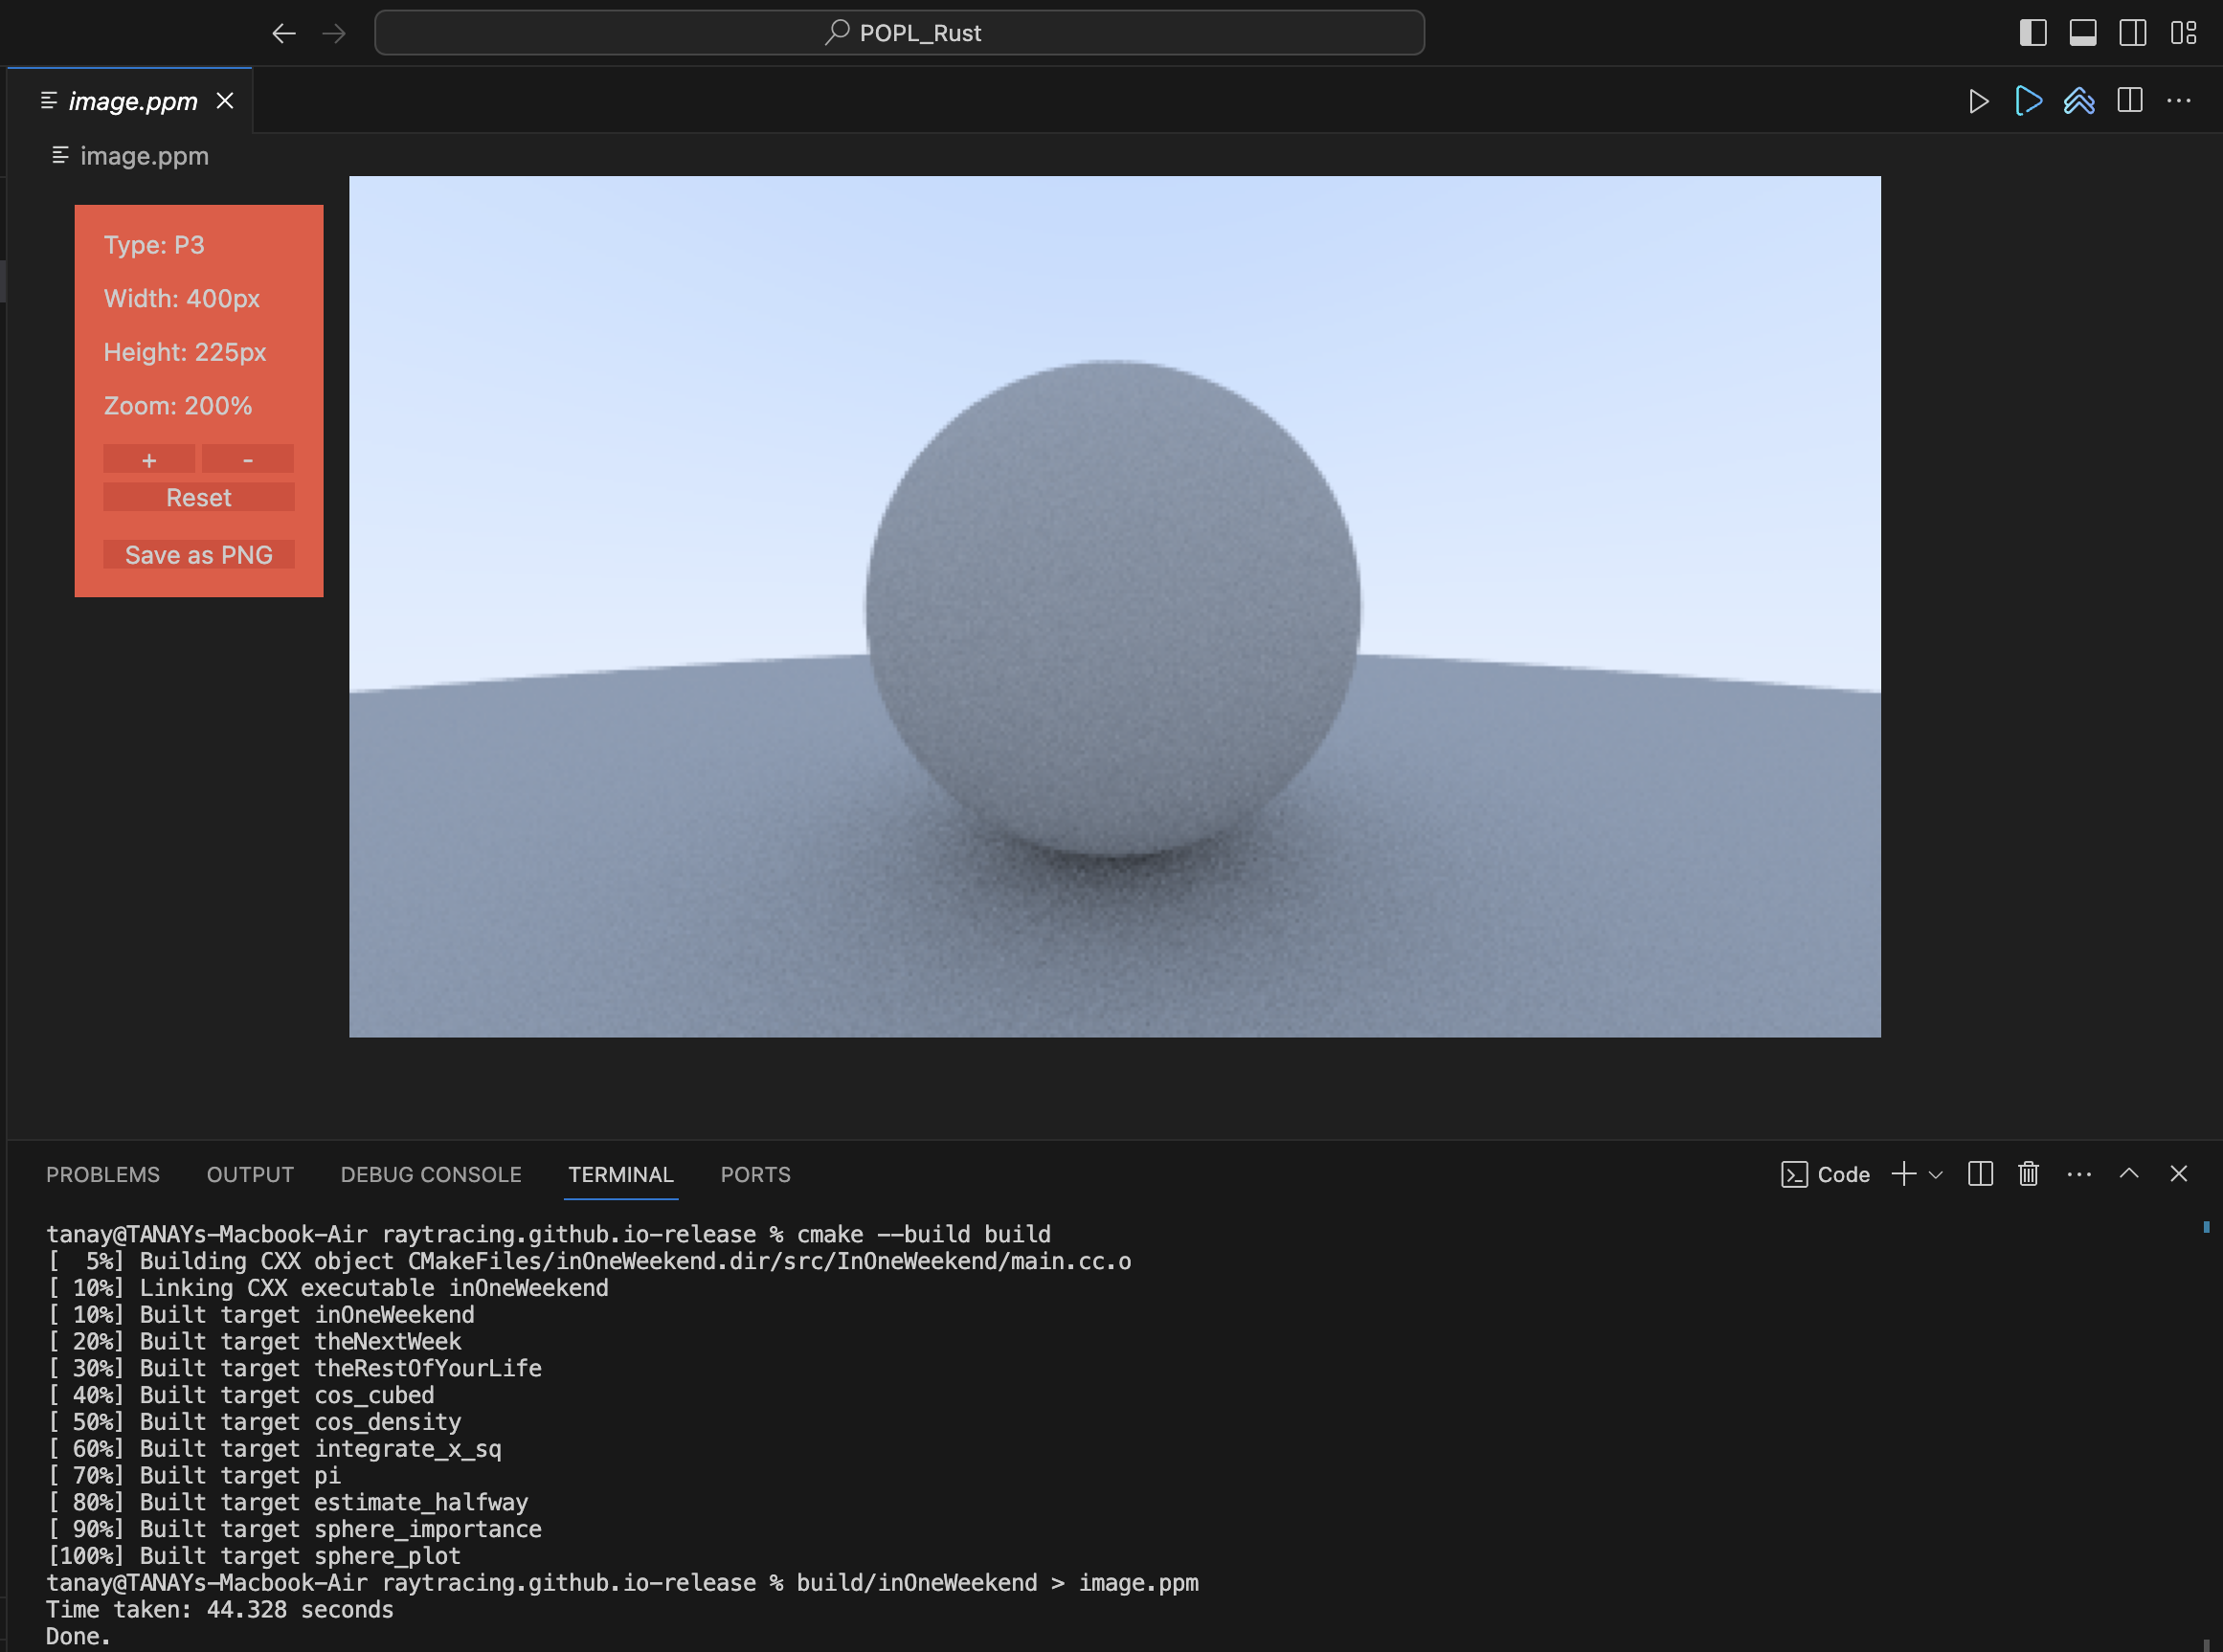 POPL_Rust
image.ppm
image.ppm
Type: P3
Width: 400px
Height: 225px
Zoom: 200%
+ -
Reset
Save as PNG
PROBLEMS OUTPUT DEBUG CONSOLE TERMINAL PORTS Code
tanay@TANAYs-Macbook-Air raytracing.github.io-release % cmake --build build
[  5%] Building CXX object CMakeFiles/inOneWeekend.dir/src/InOneWeekend/main.cc.o
[ 10%] Linking CXX executable inOneWeekend
[ 10%] Built target inOneWeekend
[ 20%] Built target theNextWeek
[ 30%] Built target theRestOfYourLife
[ 40%] Built target cos_cubed
[ 50%] Built target cos_density
[ 60%] Built target integrate_x_sq
[ 70%] Built target pi
[ 80%] Built target estimate_halfway
[ 90%] Built target sphere_importance
[100%] Built target sphere_plot
tanay@TANAYs-Macbook-Air raytracing.github.io-release % build/inOneWeekend > image.ppm
Time taken: 44.328 seconds
Done.